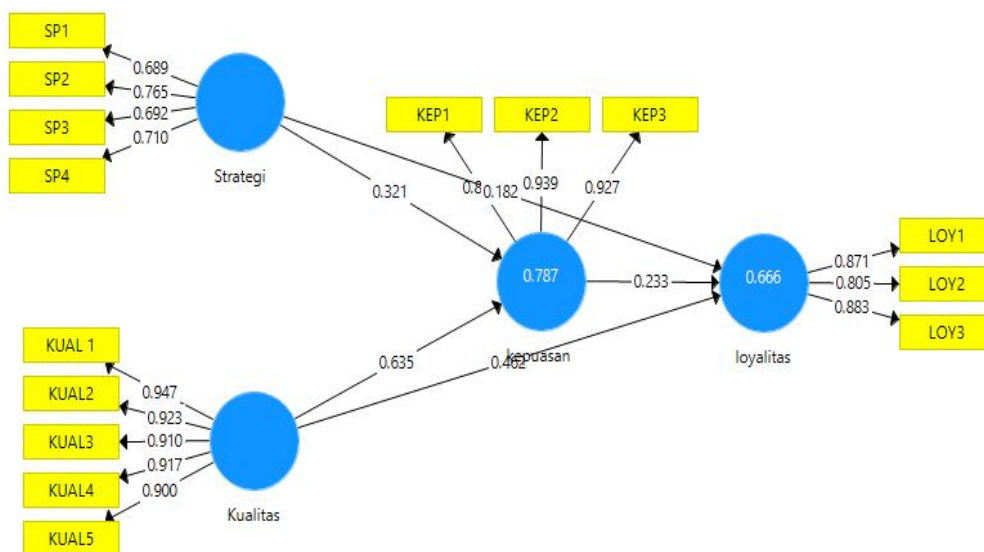 SP1
SP2
SP3
SP4
0.689
0.765
0.692
0.710
Strategi
KEP1
KEP2
KEP3
0.182
0.939
0.927
0.321
0.787
0.233
0.666
kepuasan
loyalitas
0.871
0.805
0.883
LOY1
LOY2
LOY3
0.635
0.462
KUAL 1
KUAL2
KUAL3
KUAL4
KUAL5
0.947
0.923
0.910
0.917
0.900
Kualitas